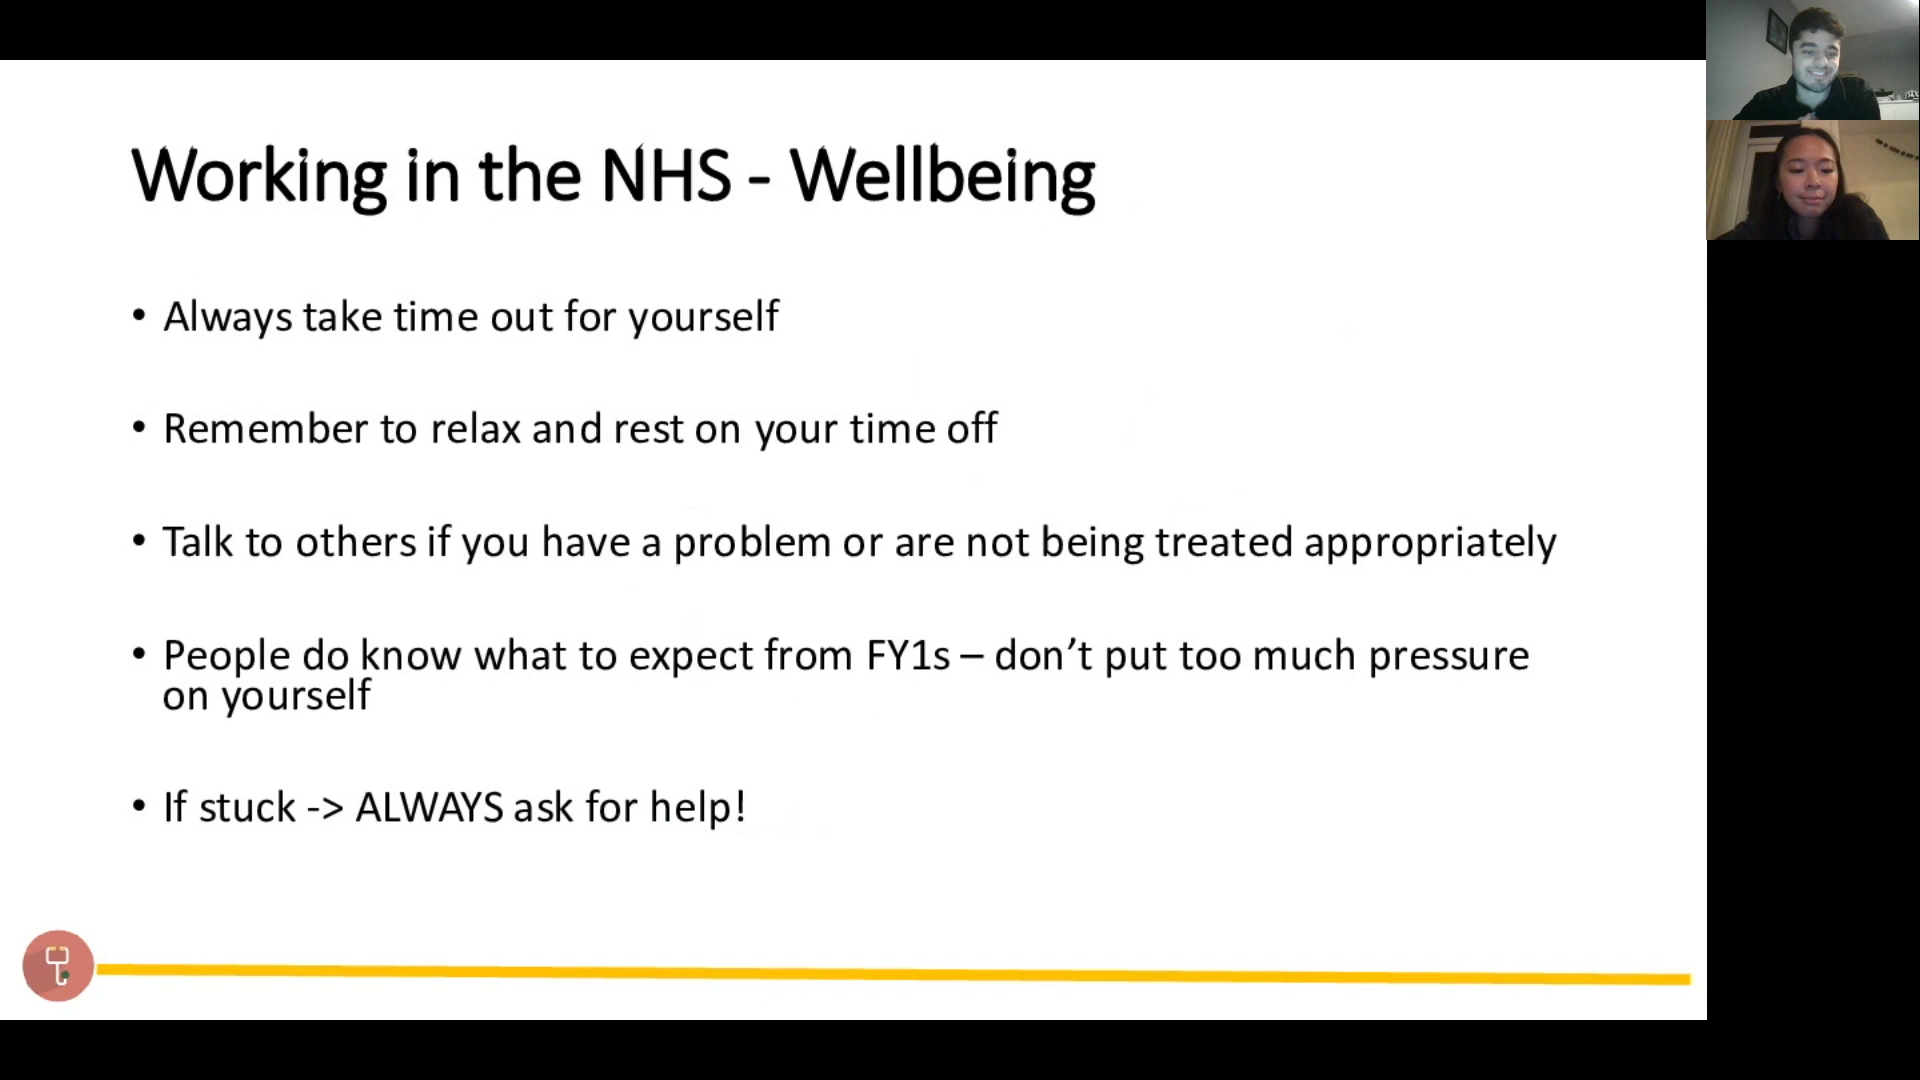 Working in the NHS - Wellbeing
• Always take time out for yourself
• Remember to relax and rest on your time off
• Talk to others if you have a problem or are not being treated appropriately
• People do know what to expect from FY1s – don’t put too much pressure
on yourself
• If stuck -> ALWAYS ask for help!